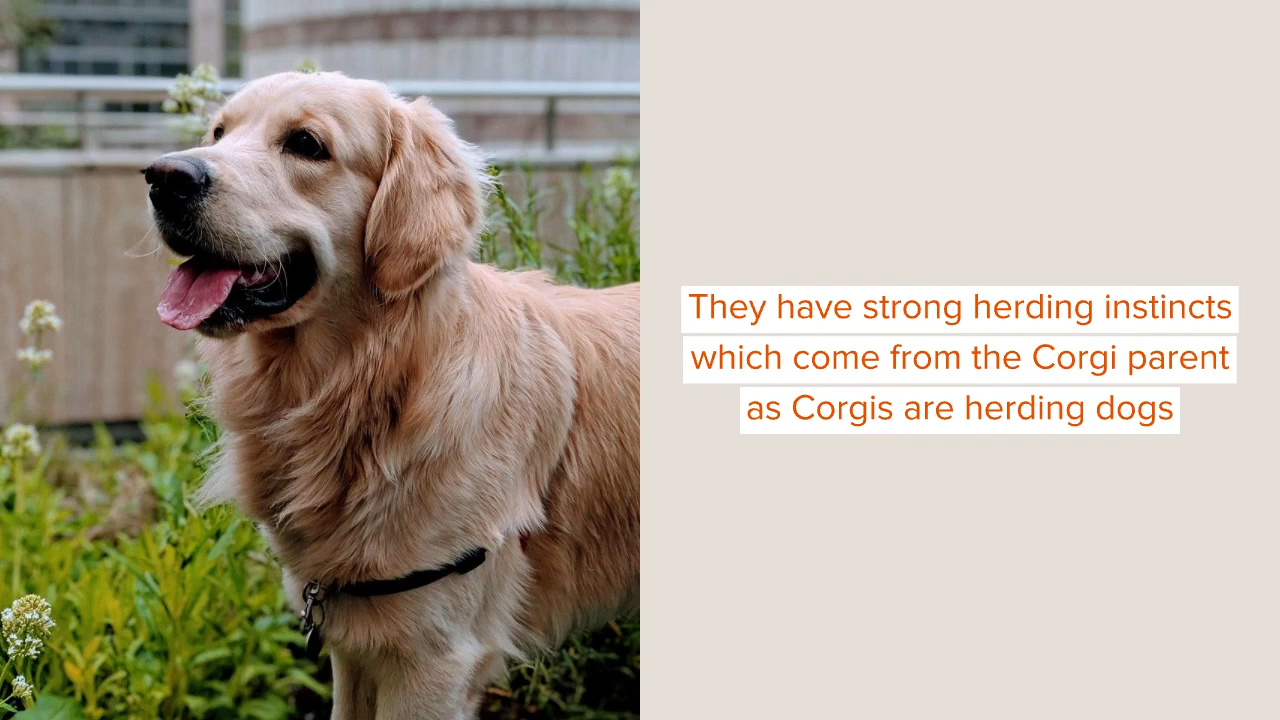 They have strong herding instincts
which come from the Corgi parent
as Corgis are herding dogs